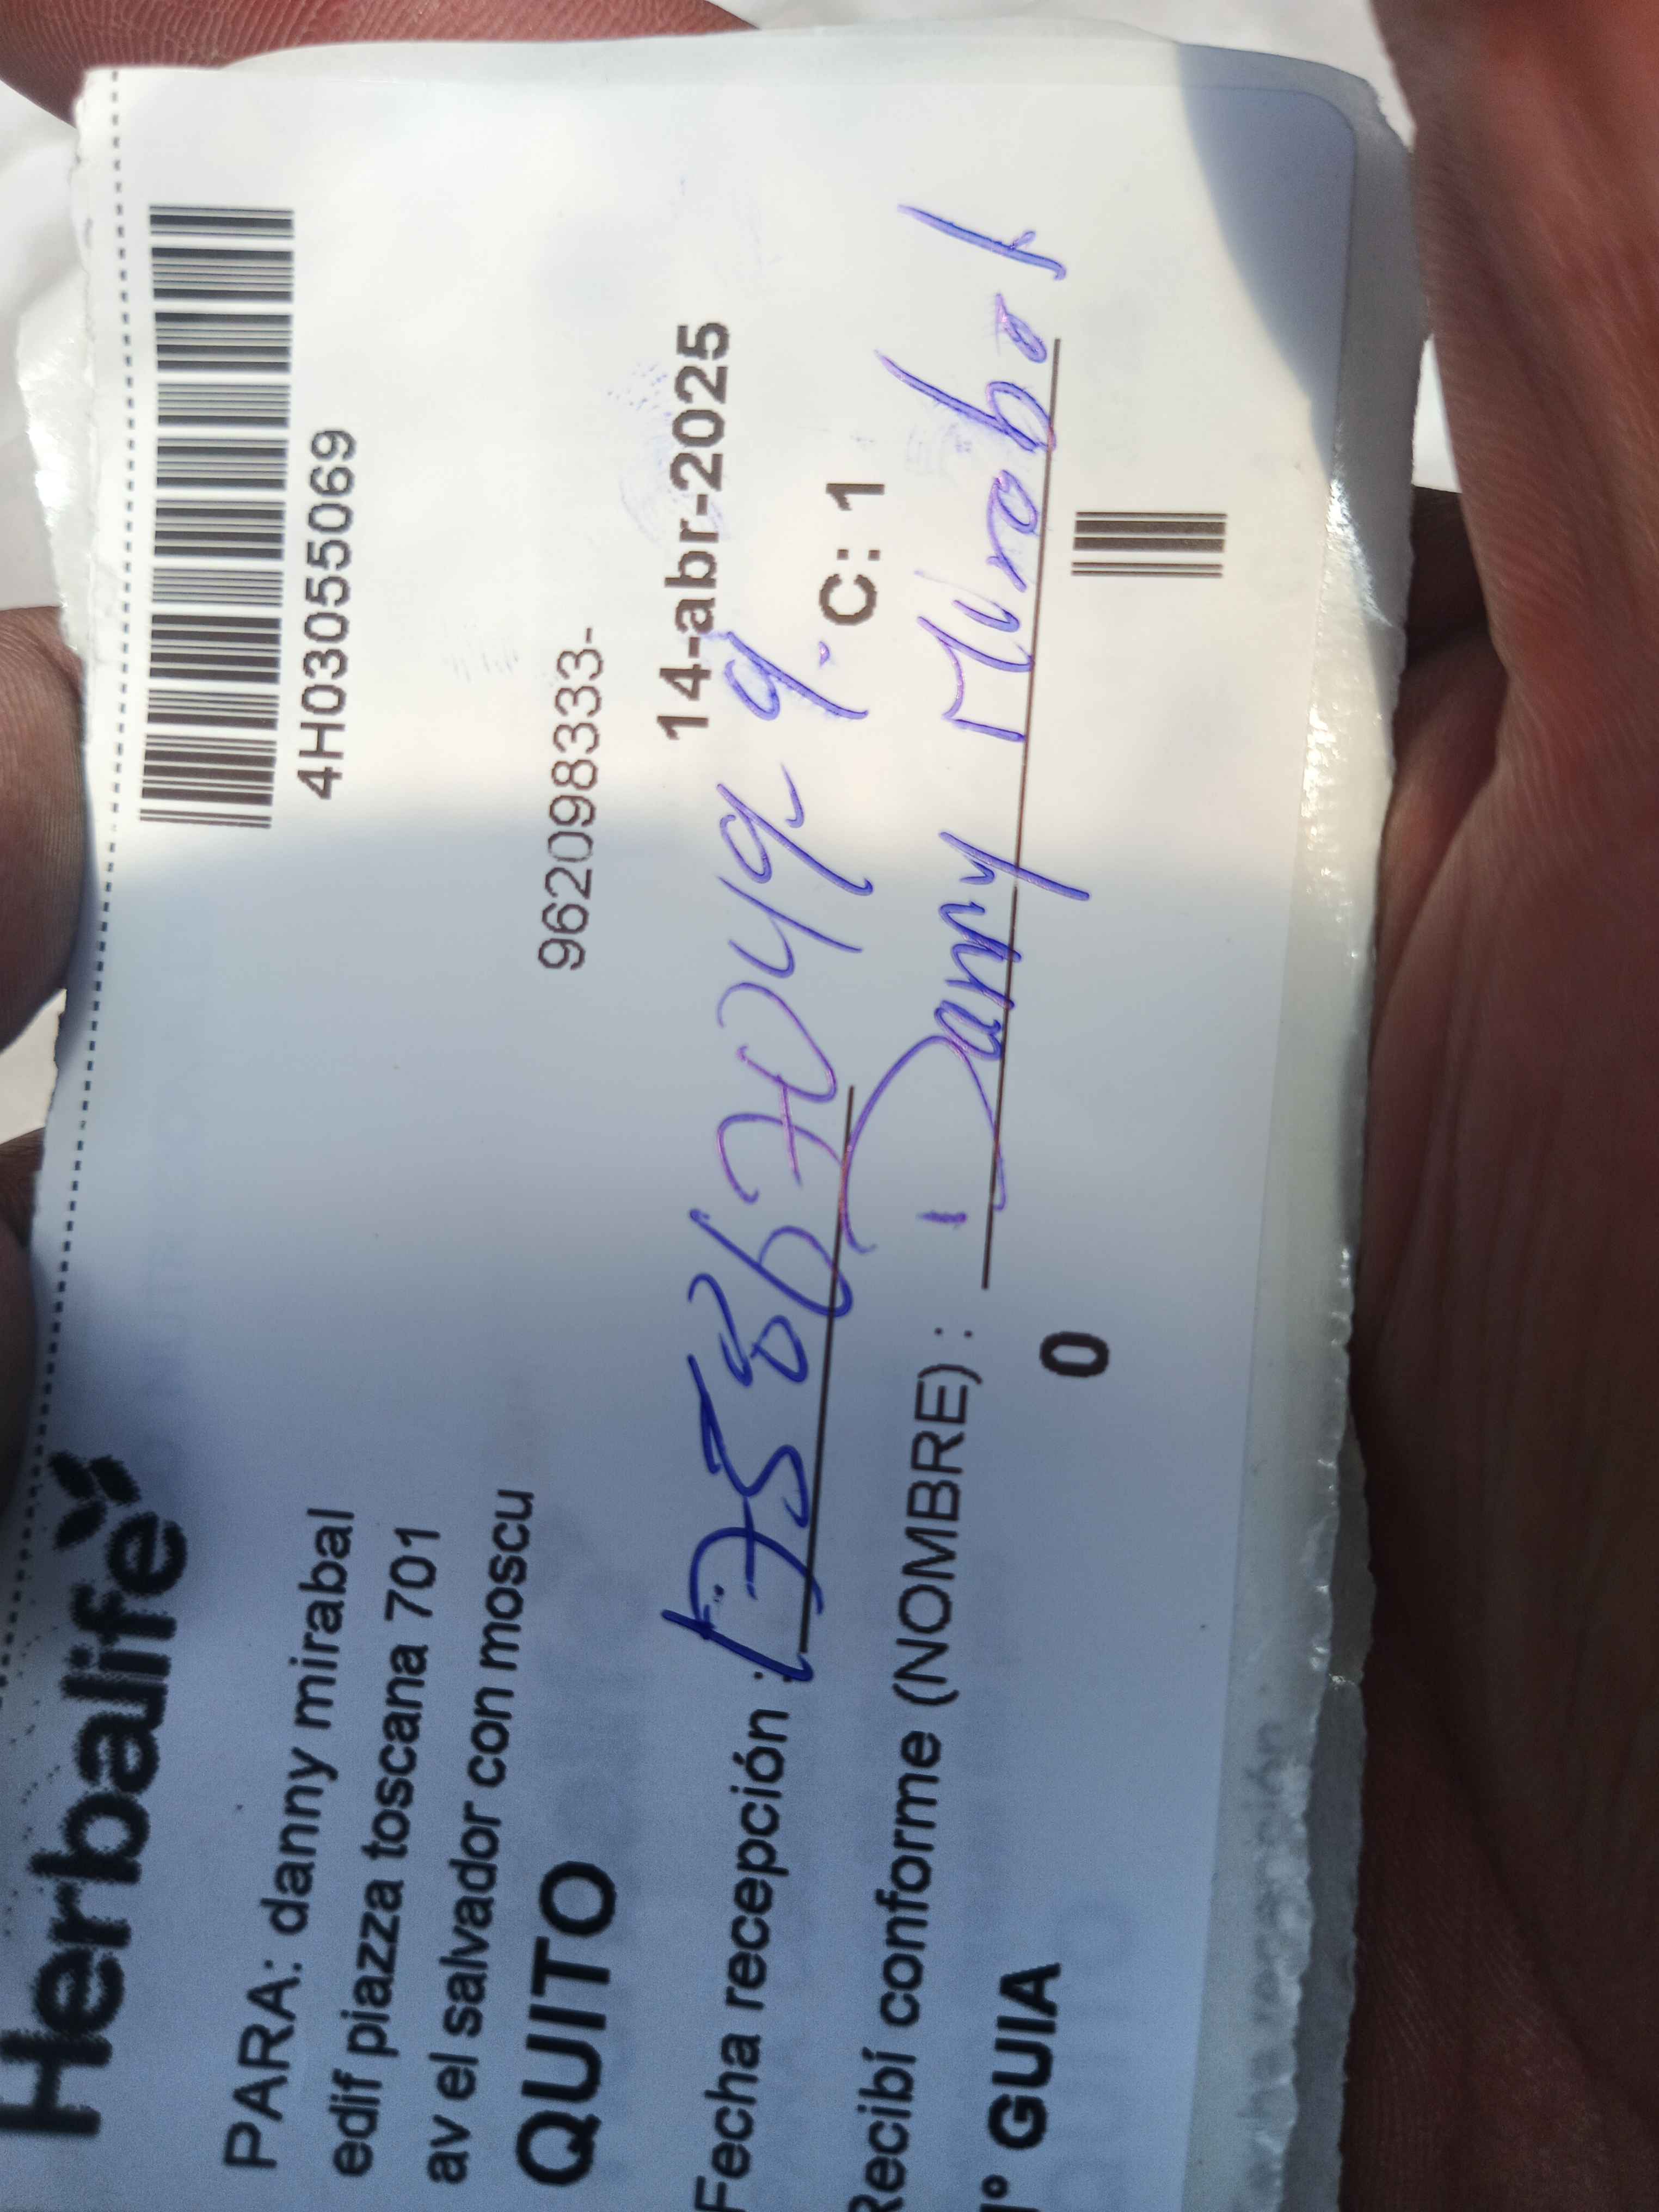 Herbalife
4H03055069
PARA: danny mirabal
edif piazza toscana 701
av el salvador con moscu
QUITO
962098333-
14-abr-2025
Fecha recepción : 1758670499.
C: 1
Recibí conforme (NOMBRE) : Danny Mirabal
N° GUIA
0